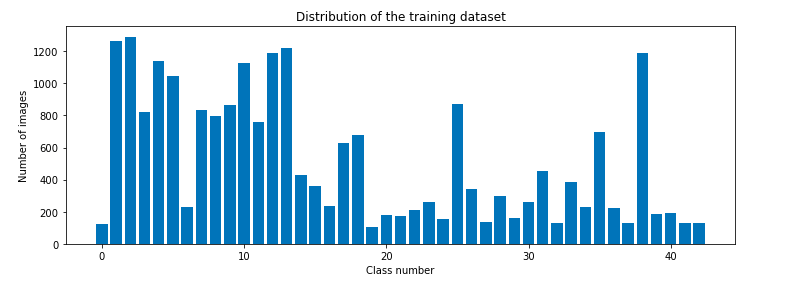 Distribution of the training dataset
Number of images
1200
1000
800
600
400
200
0
0 10 20 30 40
Class number